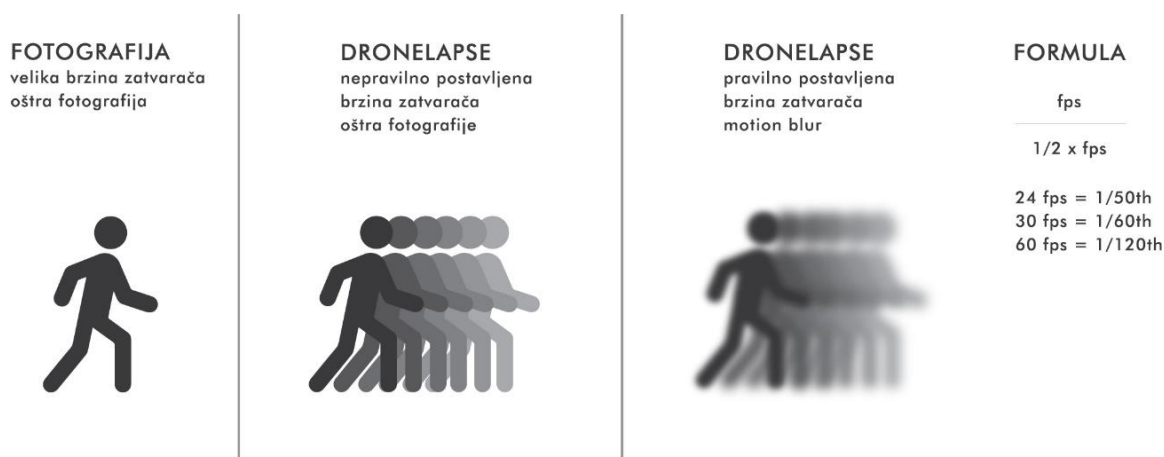 FOTOGRAFIJA
velika brzina zatvarača
oštra fotografija
DRONELAPSE
nepravilno postavljena
brzina zatvarača
oštra fotografije
DRONELAPSE
pravilno postavljena
brzina zatvarača
motion blur
FORMULA
fps
1/2 x fps
24 fps = 1/50th
30 fps = 1/60th
60 fps = 1/120th